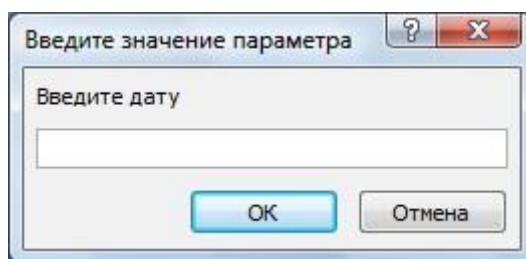 Введите значение параметра
Введите дату
ОК
Отмена